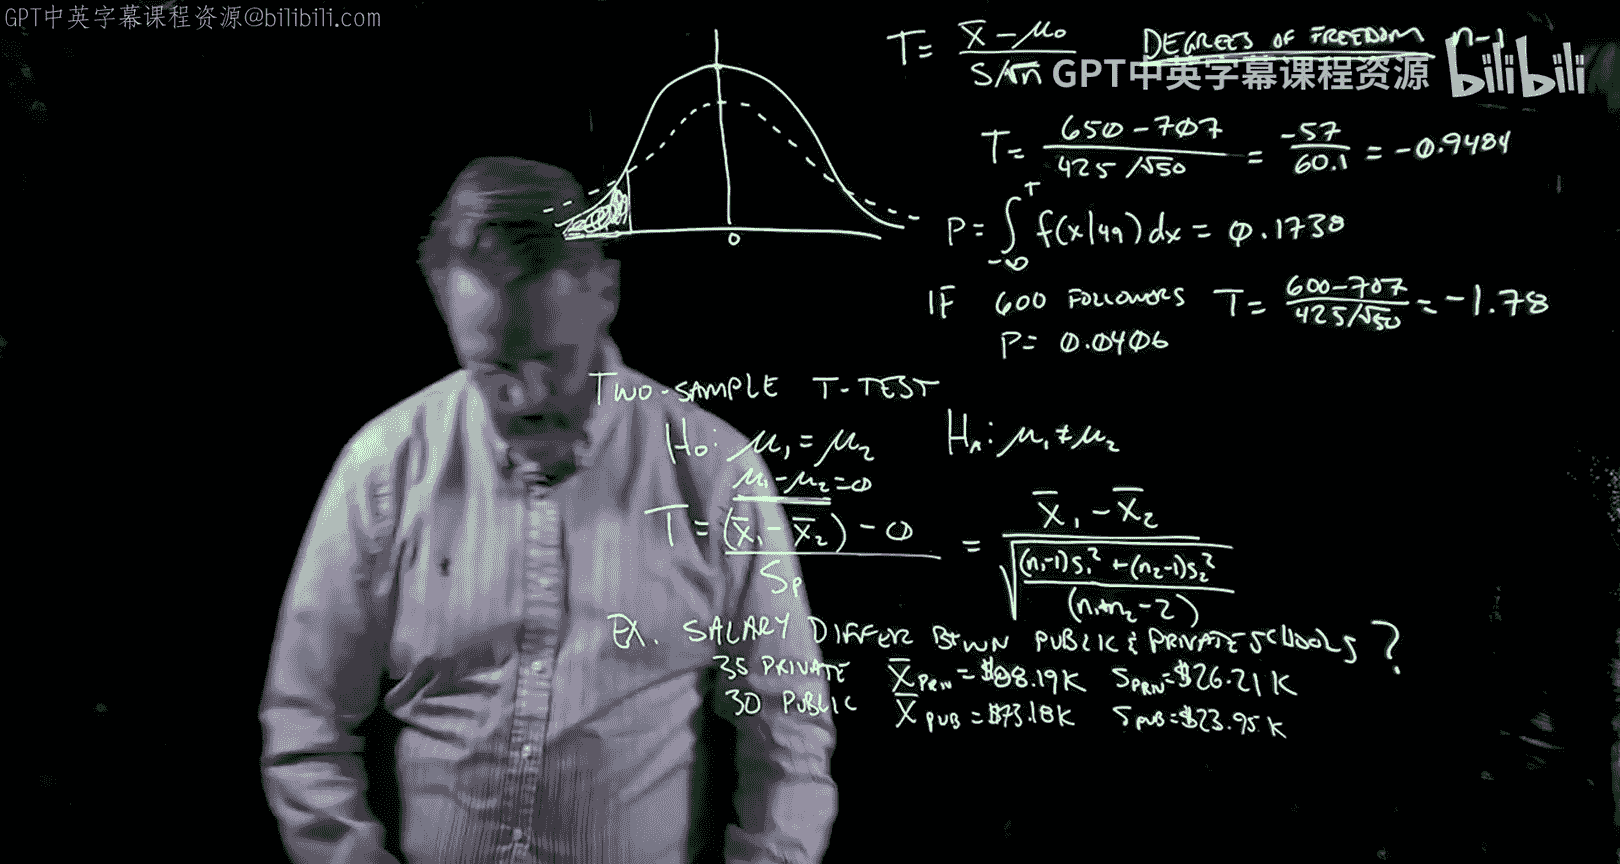 GPT中英字幕课程资源@bilibili.com
T = (X̄ - μ₀) / (S/√n) DEGREES OF FREEDOM n-1
GPT中英字幕课程资源 bilibili
T = (650 - 707) / (425/√50) = -57/60.1 = -0.9484
P = ∫_{-∞}^{T} f(x|49)dx = 0.1738
0
IF 600 FOLLOWERS T = (600-707) / (425/√50) = -1.78
P = 0.0406
TWO-SAMPLE T-TEST
H₀: μ₁ = μ₂ Hₐ: μ₁ ≠ μ₂
μ₁ - μ₂ = 0
T = ((X̄₁ - X̄₂) - 0) / Sp = (X̄₁ - X̄₂) / √(((n₁-1)S₁² + (n₂-1)S₂²) / (n₁+n₂-2))
EX. SALARY DIFFER BTWN PUBLIC & PRIVATE SCHOOLS?
35 PRIVATE X̄PRIV = 8.19K SPRIV = $26.21K
30 PUBLIC X̄PUB = $73.18K SPUB = $23.95K